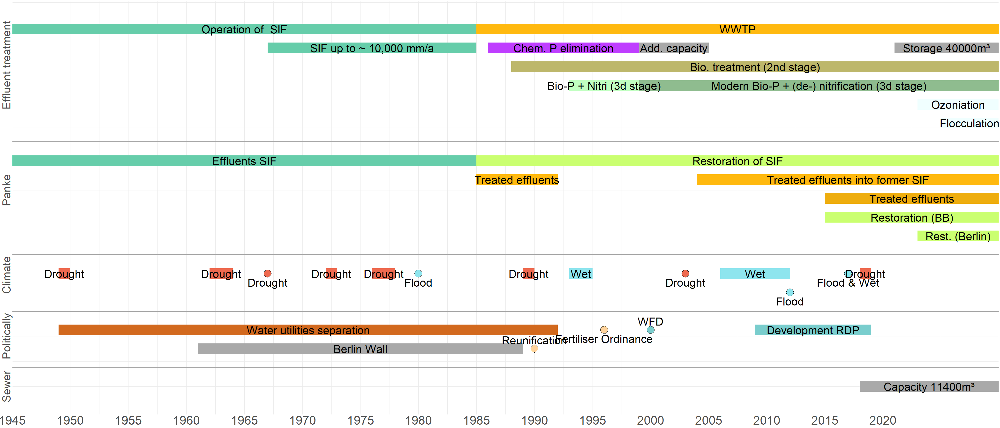 Effluent treatment
Operation of  SIF
WWTP
SIF up to ~ 10,000 mm/a
Chem. P elimination
Add. capacity
Storage 40000m³
Bio. treatment (2nd stage)
Bio-P + Nitri (3d stage)
Modern Bio-P + (de-) nitrification (3d stage)
Ozoniation
Flocculation
Panke
Effluents SIF
Restoration of SIF
Treated effluents
Treated effluents into former SIF
Treated effluents
Restoration (BB)
Rest. (Berlin)
Climate
Drought
Drought
Drought
Drought
Drought
Flood
Drought
Wet
Drought
Wet
Flood
Flood & Wet
Drought
Politically
Water utilities separation
WFD
Fertiliser Ordinance
Development RDP
Reunification
Berlin Wall
Sewer
Capacity 11400m³
1945 1950 1955 1960 1965 1970 1975 1980 1985 1990 1995 2000 2005 2010 2015 2020